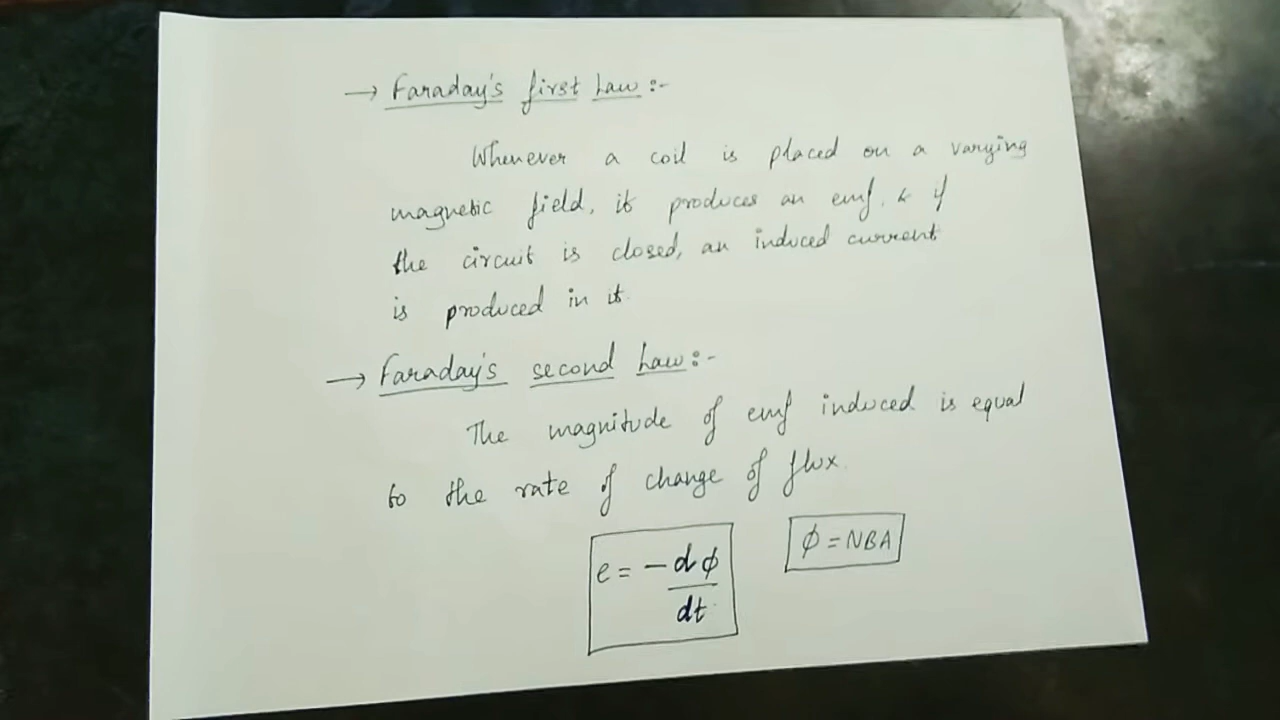 → Faraday's first Law :-
Whenever a coil is placed on a varying
magnetic field, it produces an emf. & if
the circuit is closed, an induced current
is produced in it.
→ Faraday's second Law :-
The magnitude of emf induced is equal
to the rate of change of flux.
e = -dϕ/dt
ϕ = NBA